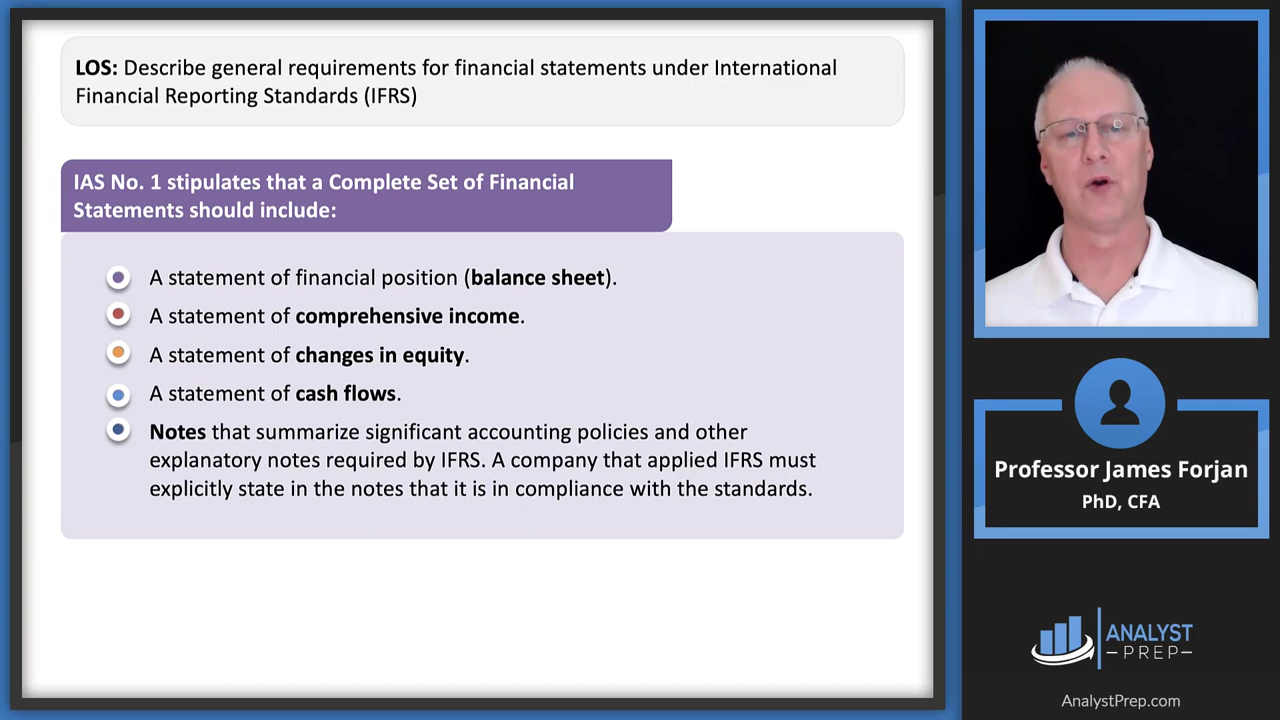 LOS: Describe general requirements for financial statements under International
Financial Reporting Standards (IFRS)
IAS No. 1 stipulates that a Complete Set of Financial
Statements should include:
A statement of financial position (balance sheet).
A statement of comprehensive income.
A statement of changes in equity.
A statement of cash flows.
Notes that summarize significant accounting policies and other
explanatory notes required by IFRS. A company that applied IFRS must
explicitly state in the notes that it is in compliance with the standards.
Professor James Forjan
PhD, CFA
ANALYST
PREP
AnalystPrep.com